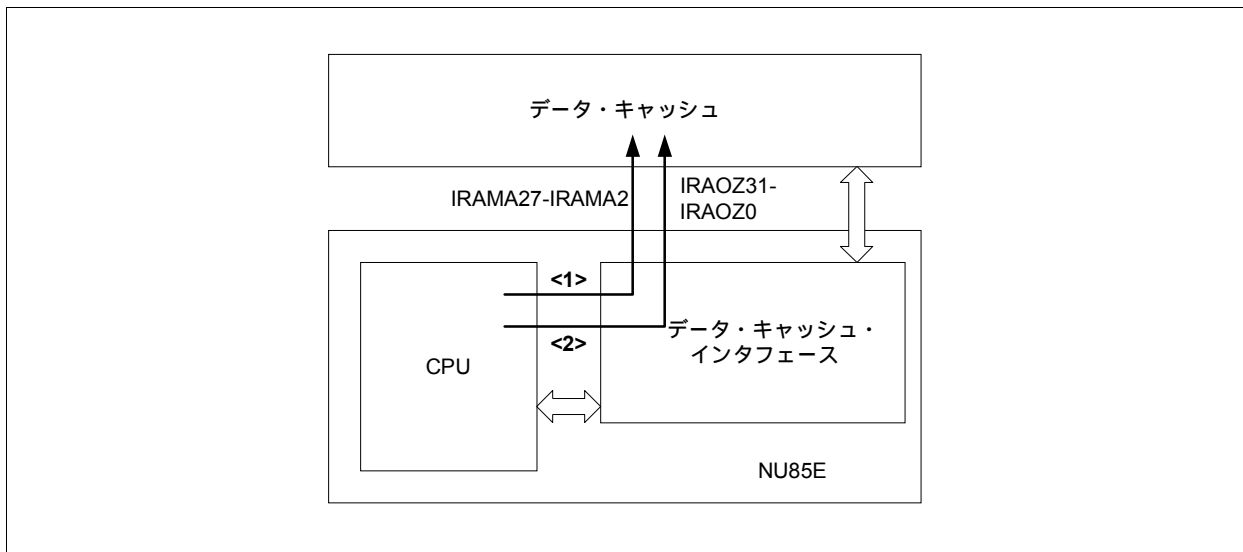 データ・キャッシュ
IRAMA27-IRAMA2
IRAOZ31-
IRAOZ0
<1>
<2>
データ・キャッシュ・
インタフェース
CPU
NU85E